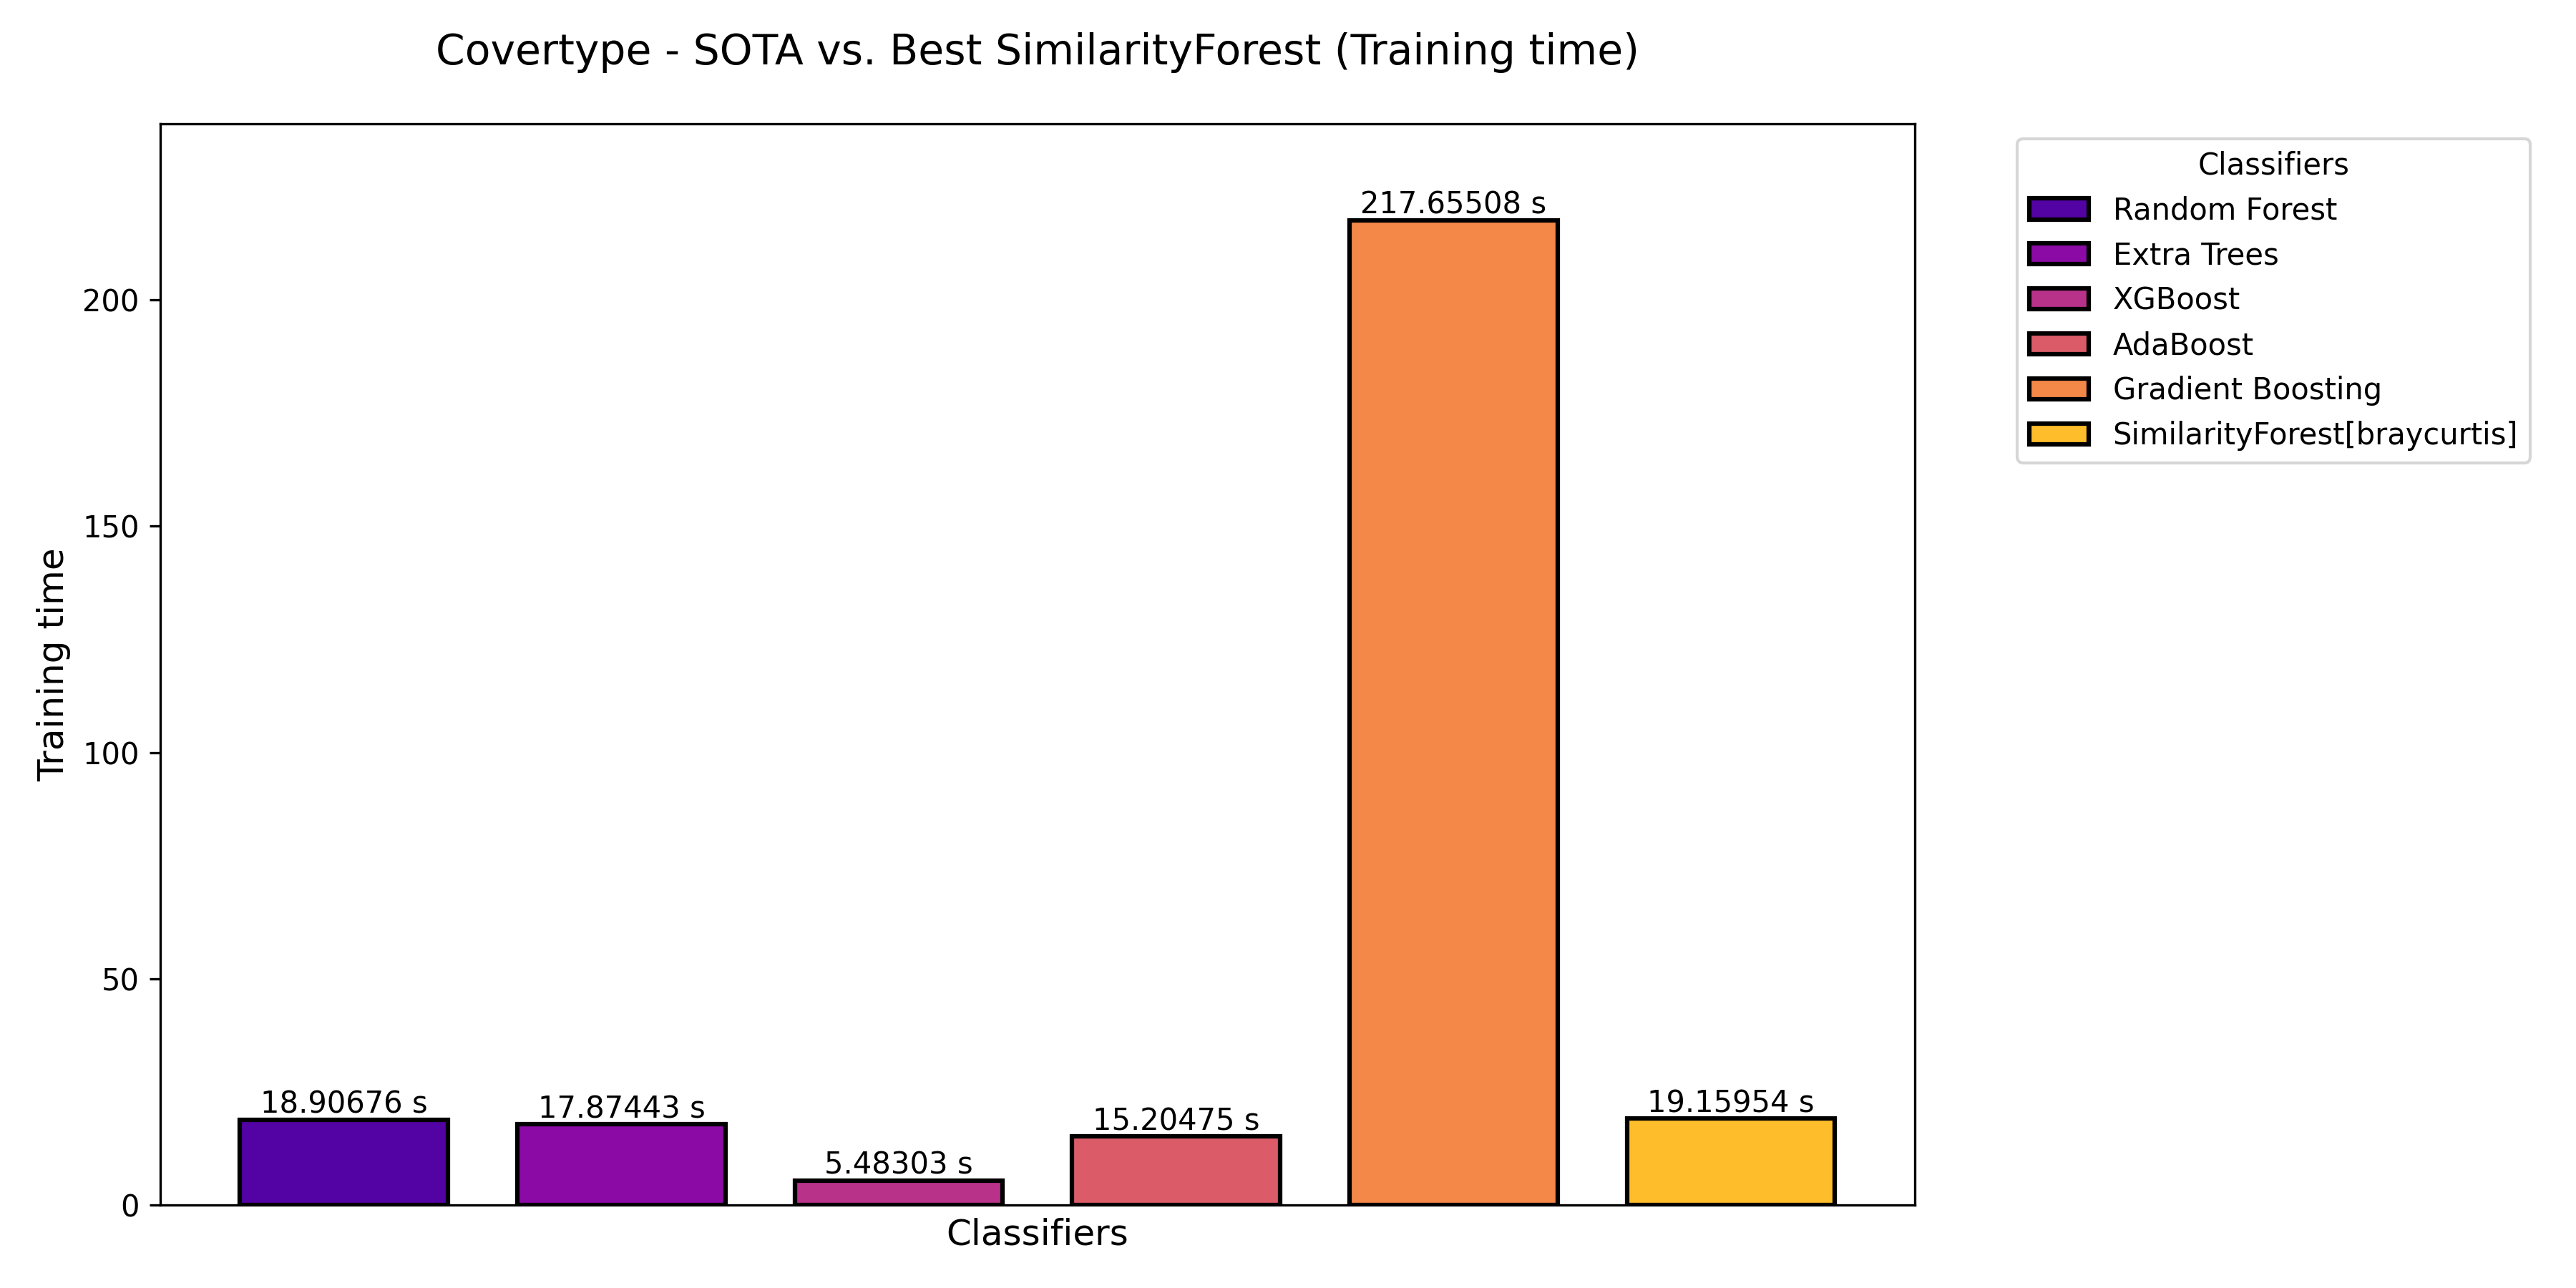 Covertype - SOTA vs. Best SimilarityForest (Training time)
Training time
200
150
100
50
0
18.90676 s
17.87443 s
5.48303 s
15.20475 s
217.65508 s
19.15954 s
Classifiers
Classifiers
Random Forest
Extra Trees
XGBoost
AdaBoost
Gradient Boosting
SimilarityForest[braycurtis]